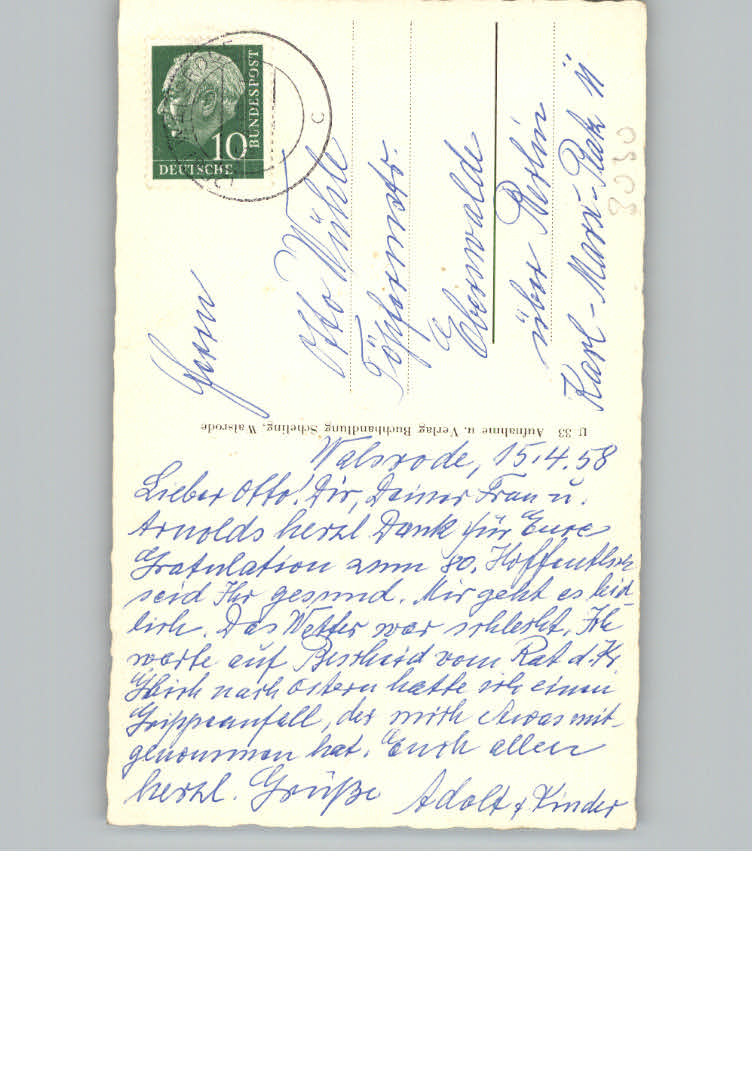 DEUTSCHE
BUNDESPOST
10
C
Herrn
Otto Wühle
Töpfermstr.
Eberswalde
über Berlin
Karl-Marx-Platz 11
3030
U 33 Aufnahme u. Verlag Buchhandlung Scheling, Walsrode
Walsrode, 15.4.58
Lieber Otto! Dir, Deiner Frau u.
Arnolds herzl Dank für Eure
Gratulation zum 80. Hoffentlich
seid Ihr gesund. Mir geht es leid
lich. Das Wetter war schlecht. Ich
warte auf Bescheid vom Rat d. Kr.
Gleich nach Ostern hatte ich einen
Grippeanfall, der mich etwas mit-
genommen hat. Euch allen
herzl. Grüße Adolf & Kinder